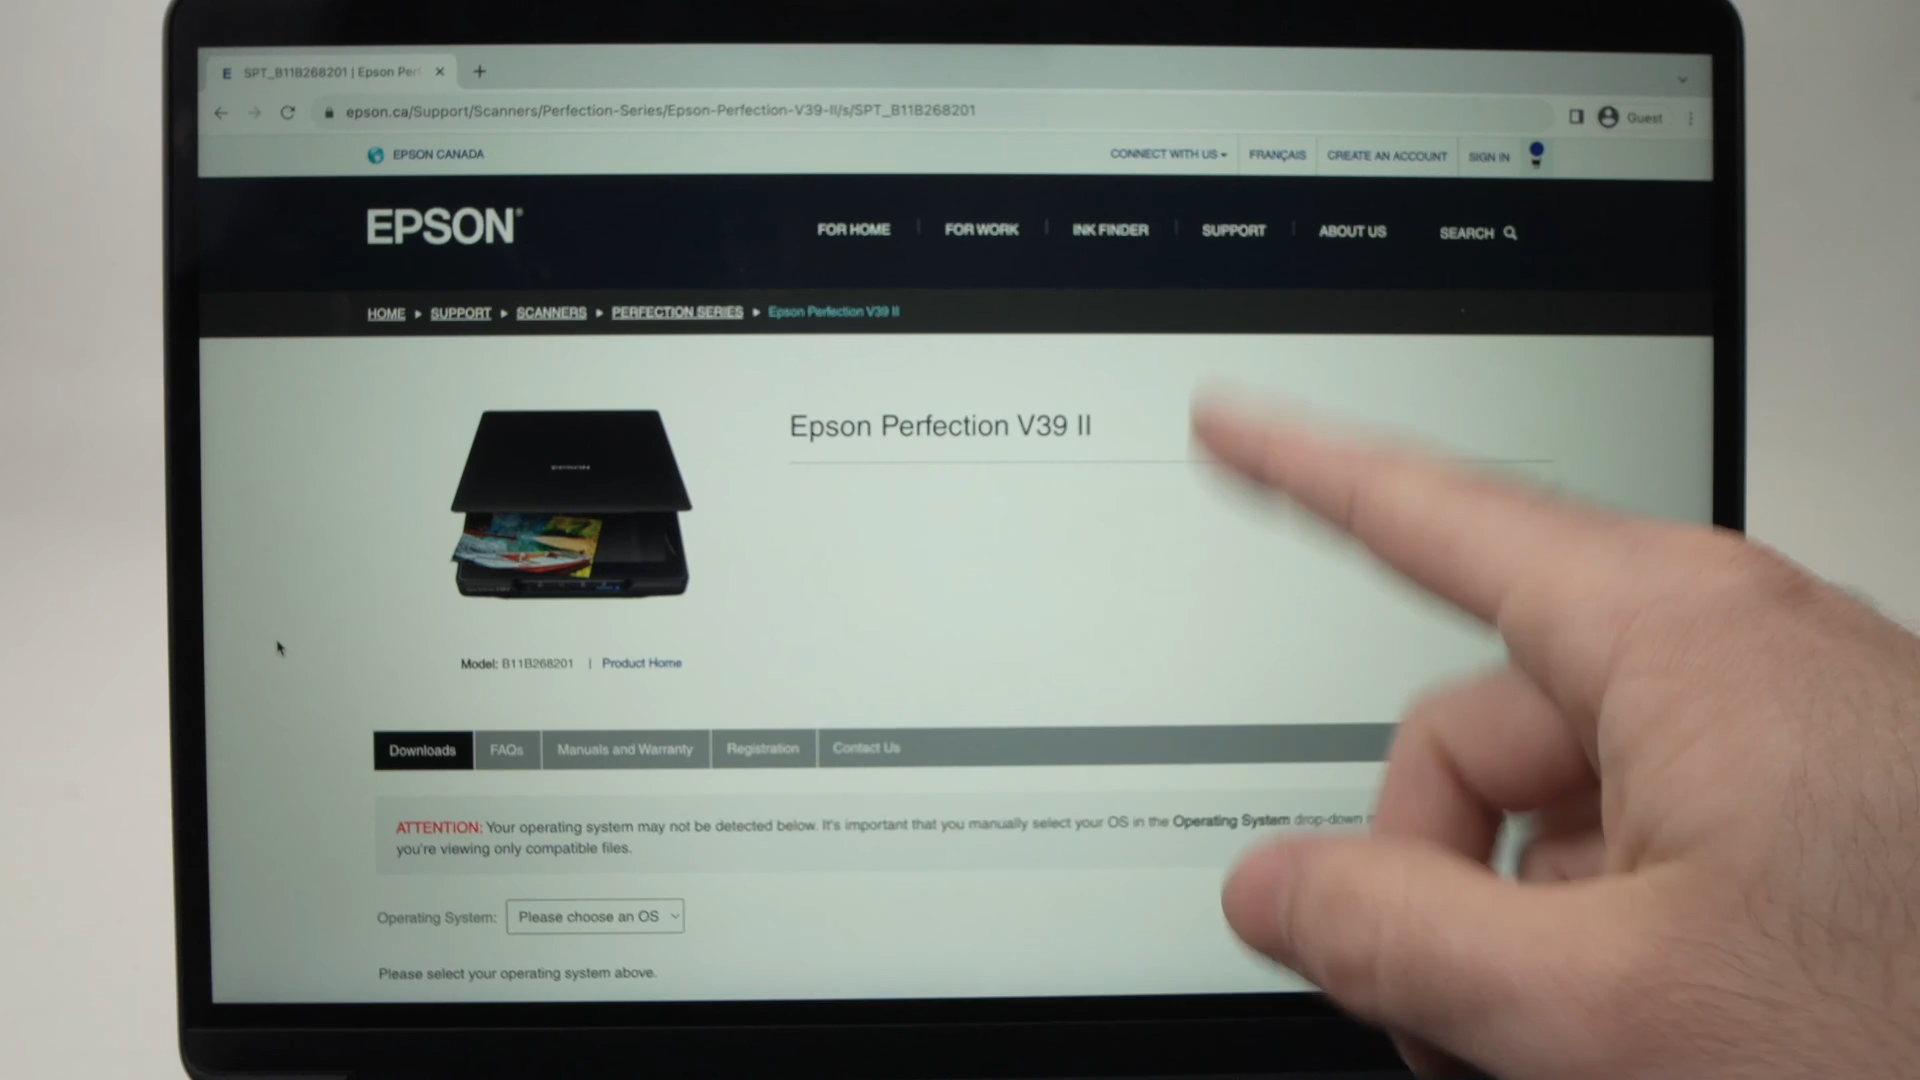 SPT_B11B268201 | Epson Per
epson.ca/Support/Scanners/Perfection-Series/Epson-Perfection-V39-II/s/SPT_B11B268201
Guest
EPSON CANADA
CONNECT WITH US
FRANÇAIS
CREATE AN ACCOUNT
SIGN IN
EPSON
FOR HOME
FOR WORK
INK FINDER
SUPPORT
ABOUT US
SEARCH
HOME ▸ SUPPORT ▸ SCANNERS ▸ PERFECTION SERIES ▸ Epson Perfection V39 II
Epson Perfection V39 II
EPSON
Model: B11B268201 | Product Home
Downloads
FAQs
Manuals and Warranty
Registration
Contact Us
ATTENTION: Your operating system may not be detected below. It's important that you manually select your OS in the Operating System drop-down
you're viewing only compatible files.
Operating System: Please choose an OS
Please select your operating system above.